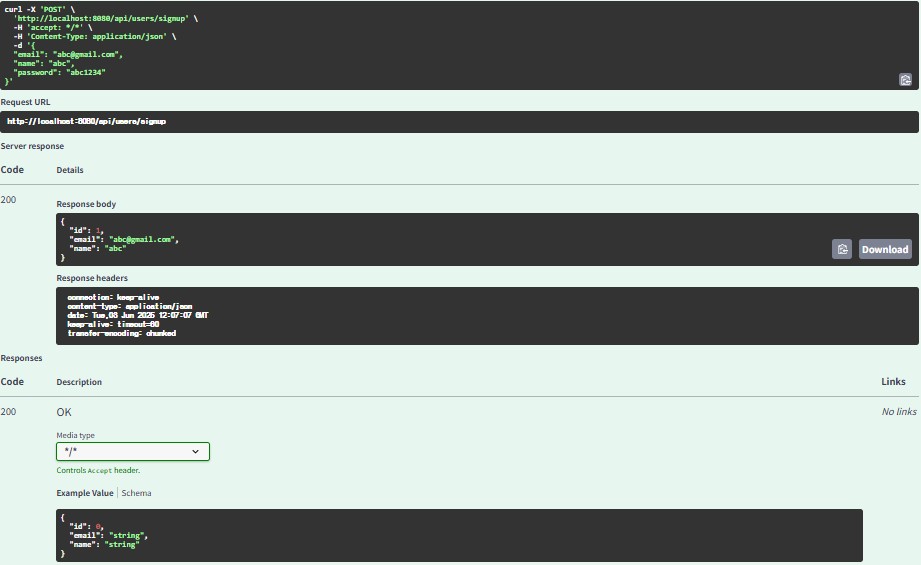 curl -X 'POST' \
'http://localhost:8080/api/users/signup' \
-H 'accept: */*' \
-H 'Content-Type: application/json' \
-d '{
"email": "abc@gmail.com",
"name": "abc",
"password": "abc1234"
}'
Request URL
http://localhost:8080/api/users/signup
Server response
Code Details
200
Response body
{
"id": 1,
"email": "abc@gmail.com",
"name": "abc"
}
Download
Response headers
connection: keep-alive
content-type: application/json
date: Tue,08 Jun 2026 12:07:07 GMT
keep-alive: timeout=60
transfer-encoding: chunked
Responses
Code Description Links
200 OK No links
Media type
*/*
Controls Accept header.
Example Value Schema
{
"id": 0,
"email": "string",
"name": "string"
}